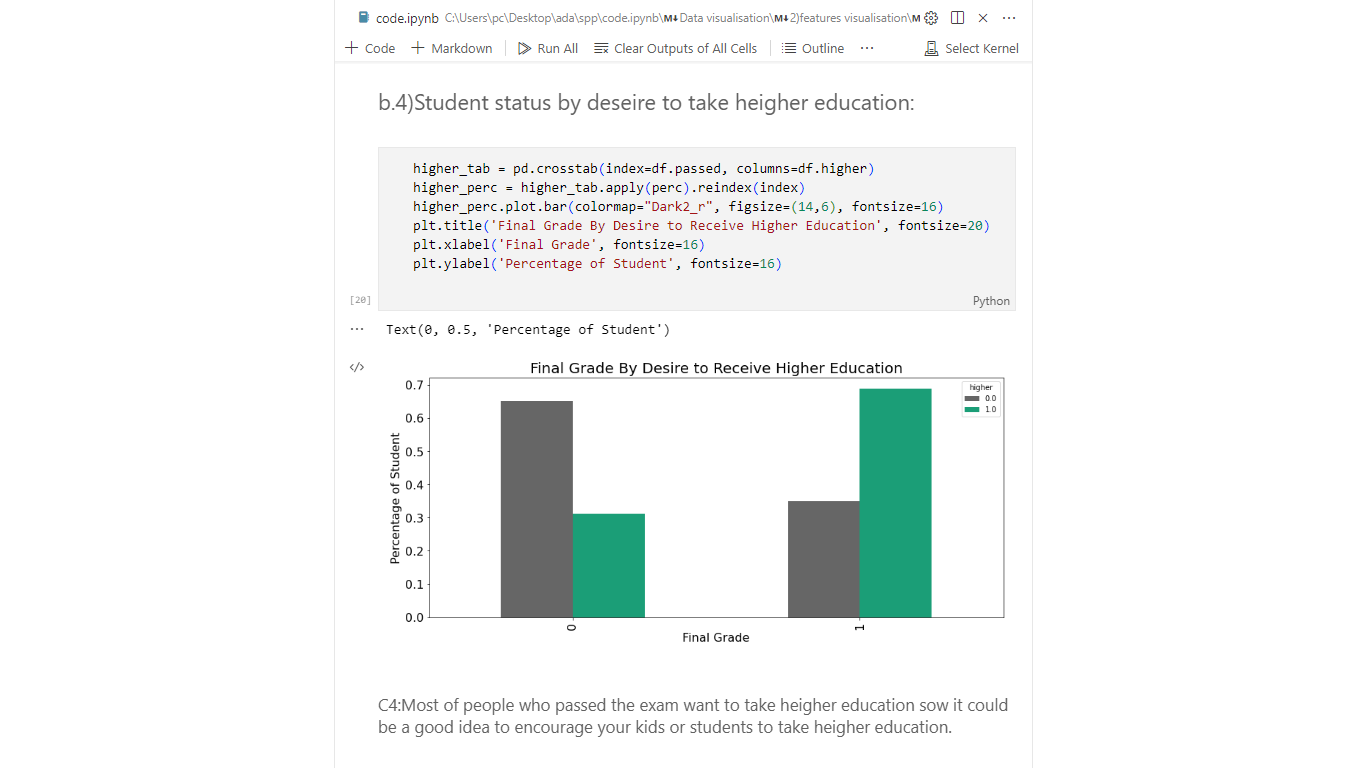 code.ipynb C:\Users\pc\Desktop\ada\spp\code.ipynb\M↓Data visualisation\M↓2)features visualisation\M
+ Code + Markdown Run All Clear Outputs of All Cells Outline ··· Select Kernel
b.4)Student status by deseire to take heigher education:
higher_tab = pd.crosstab(index=df.passed, columns=df.higher)
higher_perc = higher_tab.apply(perc).reindex(index)
higher_perc.plot.bar(colormap="Dark2_r", figsize=(14,6), fontsize=16)
plt.title('Final Grade By Desire to Receive Higher Education', fontsize=20)
plt.xlabel('Final Grade', fontsize=16)
plt.ylabel('Percentage of Student', fontsize=16)
[20] Python
Text(0, 0.5, 'Percentage of Student')
Final Grade By Desire to Receive Higher Education
higher
0.0
1.0
0.7
0.6
0.5
0.4
0.3
0.2
0.1
0.0
Percentage of Student
0 1
Final Grade
C4:Most of people who passed the exam want to take heigher education sow it could
be a good idea to encourage your kids or students to take heigher education.